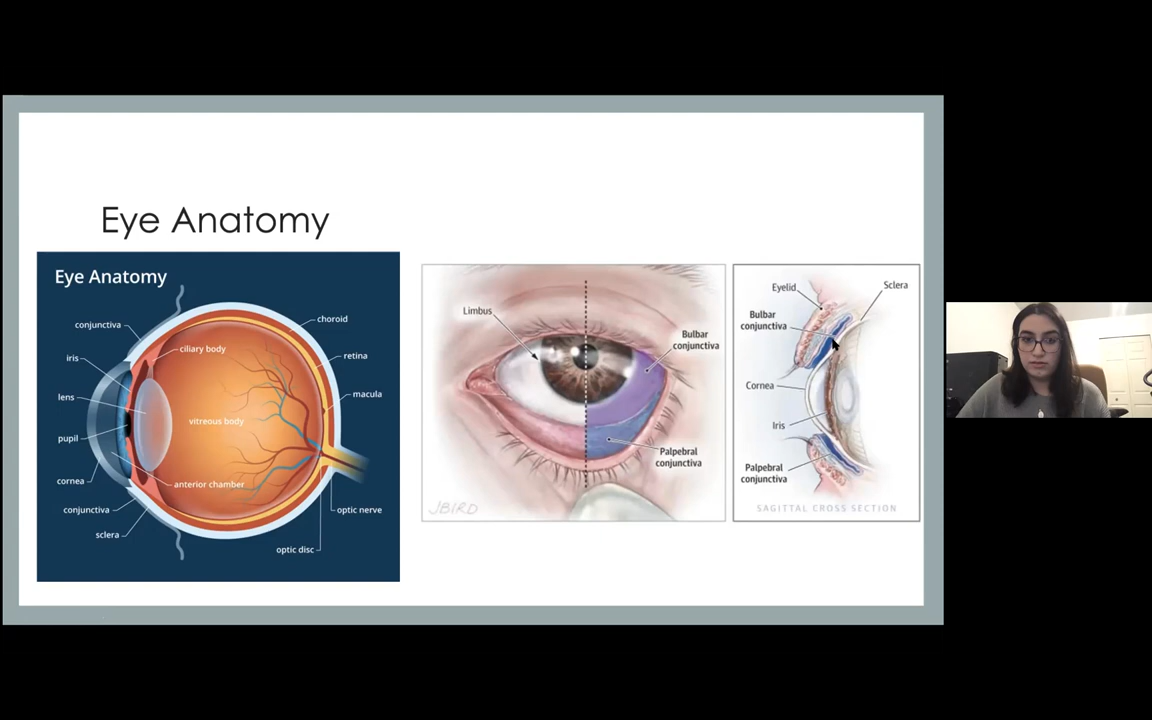 Eye Anatomy
Eye Anatomy
conjunctiva
iris
lens
pupil
cornea
conjunctiva
sclera
ciliary body
vitreous body
anterior chamber
choroid
retina
macula
optic nerve
optic disc
Limbus
Bulbar
conjunctiva
Palpebral
conjunctiva
JBIRD
Eyelid
Sclera
Bulbar
conjunctiva
Cornea
Iris
Palpebral
conjunctiva
SAGITTAL CROSS SECTION